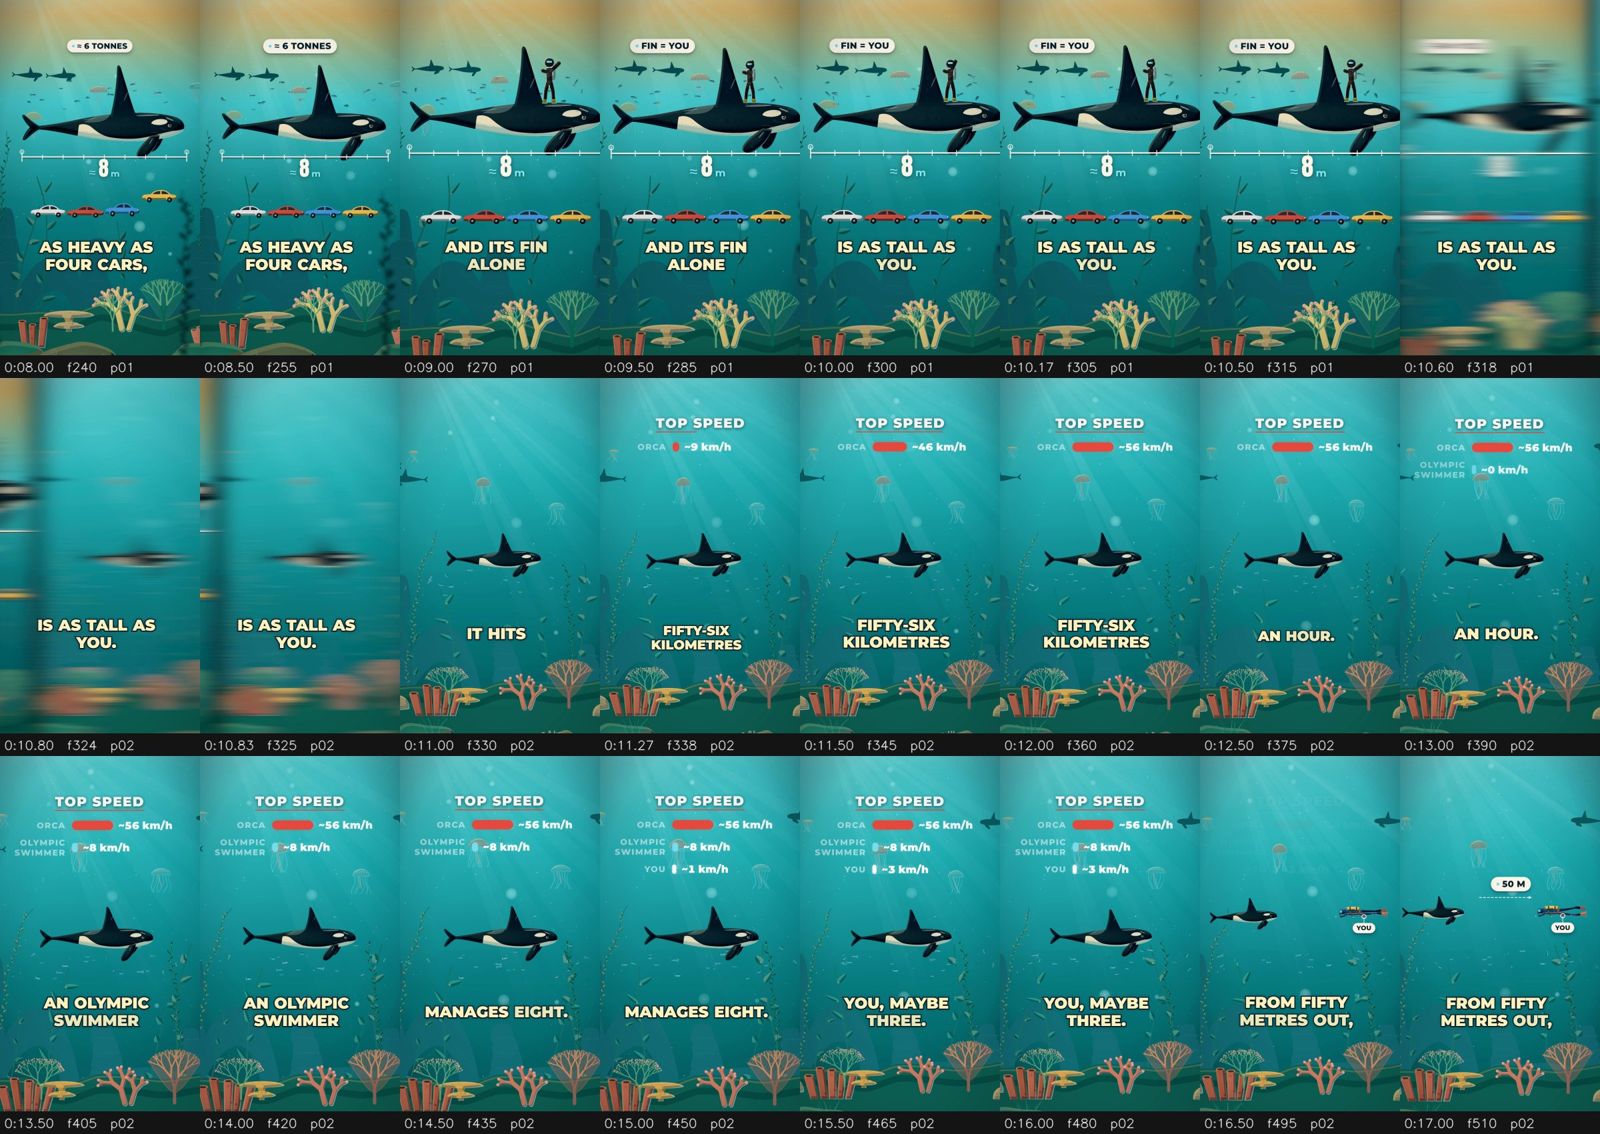 ≈ 6 TONNES
≈ 8 m
AS HEAVY AS
FOUR CARS,
0:08.00 f240 p01
≈ 6 TONNES
≈ 8 m
AS HEAVY AS
FOUR CARS,
0:08.50 f255 p01
≈ 8 m
AND ITS FIN
ALONE
0:09.00 f270 p01
FIN = YOU
≈ 8 m
AND ITS FIN
ALONE
0:09.50 f285 p01
FIN = YOU
≈ 8 m
IS AS TALL AS
YOU.
0:10.00 f300 p01
FIN = YOU
≈ 8 m
IS AS TALL AS
YOU.
0:10.17 f305 p01
FIN = YOU
≈ 8 m
IS AS TALL AS
YOU.
0:10.50 f315 p01
IS AS TALL AS
YOU.
0:10.60 f318 p01
IS AS TALL AS
YOU.
0:10.80 f324 p02
IS AS TALL AS
YOU.
0:10.83 f325 p02
IT HITS
0:11.00 f330 p02
TOP SPEED
ORCA ~9 km/h
FIFTY-SIX
KILOMETRES
0:11.27 f338 p02
TOP SPEED
ORCA ~46 km/h
FIFTY-SIX
KILOMETRES
0:11.50 f345 p02
TOP SPEED
ORCA ~56 km/h
FIFTY-SIX
KILOMETRES
0:12.00 f360 p02
TOP SPEED
ORCA ~56 km/h
AN HOUR.
0:12.50 f375 p02
TOP SPEED
ORCA ~56 km/h
OLYMPIC
SWIMMER ~0 km/h
AN HOUR.
0:13.00 f390 p02
TOP SPEED
ORCA ~56 km/h
OLYMPIC
SWIMMER ~8 km/h
AN OLYMPIC
SWIMMER
0:13.50 f405 p02
TOP SPEED
ORCA ~56 km/h
OLYMPIC
SWIMMER ~8 km/h
AN OLYMPIC
SWIMMER
0:14.00 f420 p02
TOP SPEED
ORCA ~56 km/h
OLYMPIC
SWIMMER ~8 km/h
MANAGES EIGHT.
0:14.50 f435 p02
TOP SPEED
ORCA ~56 km/h
OLYMPIC
SWIMMER ~8 km/h
YOU ~1 km/h
MANAGES EIGHT.
0:15.00 f450 p02
TOP SPEED
ORCA ~56 km/h
OLYMPIC
SWIMMER ~8 km/h
YOU ~3 km/h
YOU, MAYBE
THREE.
0:15.50 f465 p02
TOP SPEED
ORCA ~56 km/h
OLYMPIC
SWIMMER ~8 km/h
YOU ~3 km/h
YOU, MAYBE
THREE.
0:16.00 f480 p02
TOP SPEED
YOU
FROM FIFTY
METRES OUT,
0:16.50 f495 p02
50 M
YOU
FROM FIFTY
METRES OUT,
0:17.00 f510 p02